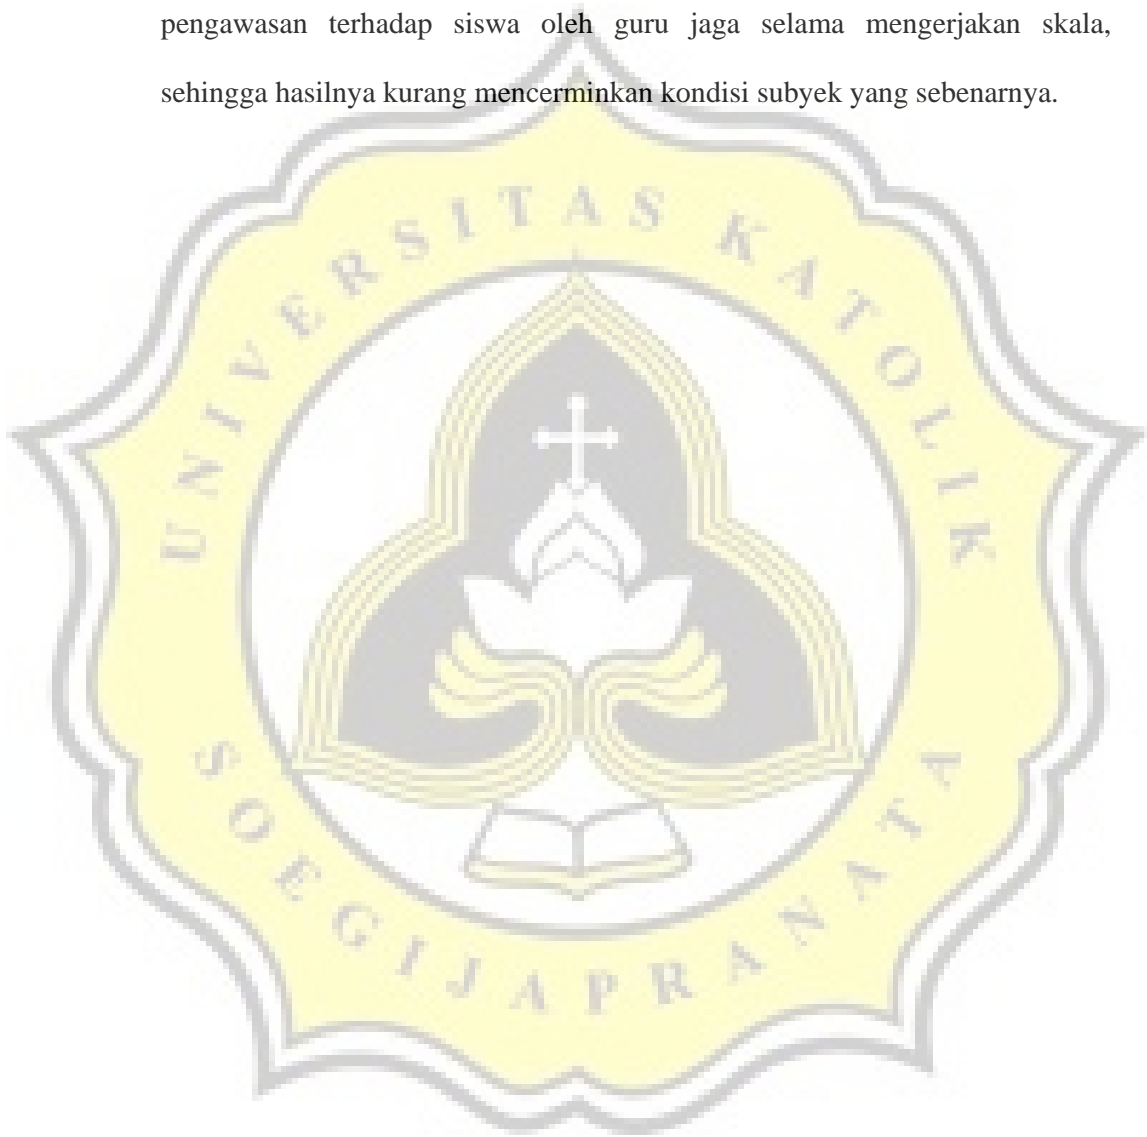 pengawasan terhadap siswa oleh guru jaga selama mengerjakan skala,
sehingga hasilnya kurang mencerminkan kondisi subyek yang sebenarnya.
UNIVERSITAS KATOLIK
SOEGIJAPRANATA